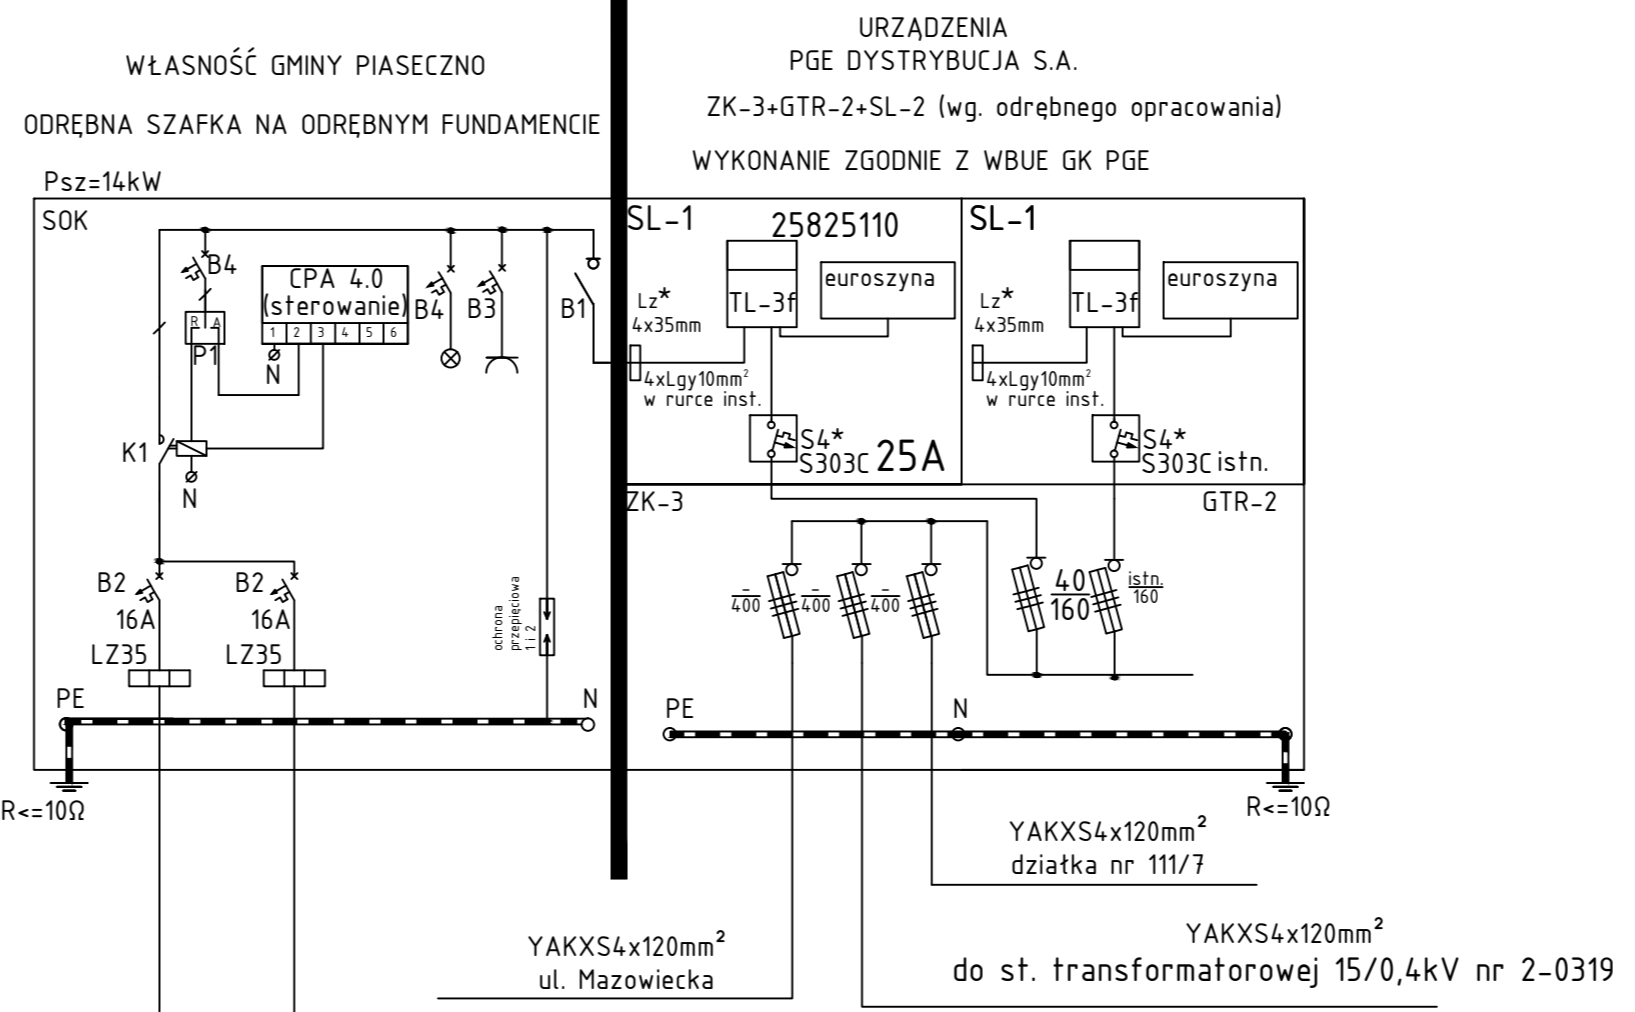 WŁASNOŚĆ GMINY PIASECZNO
ODRĘBNA SZAFKA NA ODRĘBNYM FUNDAMENCIE
URZĄDZENIA
PGE DYSTRYBUCJA S.A.
ZK-3+GTR-2+SL-2 (wg. odrębnego opracowania)
WYKONANIE ZGODNIE Z WBUE GK PGE
Psz=14kW
SOK
B4
CPA 4.0
(sterowanie)
1 2 3 4 5 6
R A
P1
N
B4
B3
B1
K1
N
B2
16A
LZ35
B2
16A
LZ35
ochrona
przepięciowa
1 i 2
PE
N
R<=10Ω
SL-1
25825110
TL-3f
euroszyna
Lz*
4x35mm
4xLgy10mm²
w rurce inst.
S4*
S303C 25A
SL-1
TL-3f
euroszyna
Lz*
4x35mm
4xLgy10mm²
w rurce inst.
S4*
S303C istn.
ZK-3
GTR-2
-
400
-
400
-
400
40
160
istn.
160
PE
N
R<=10Ω
YAKXS4x120mm²
działka nr 111/7
YAKXS4x120mm²
ul. Mazowiecka
YAKXS4x120mm²
do st. transformatorowej 15/0,4kV nr 2-0319